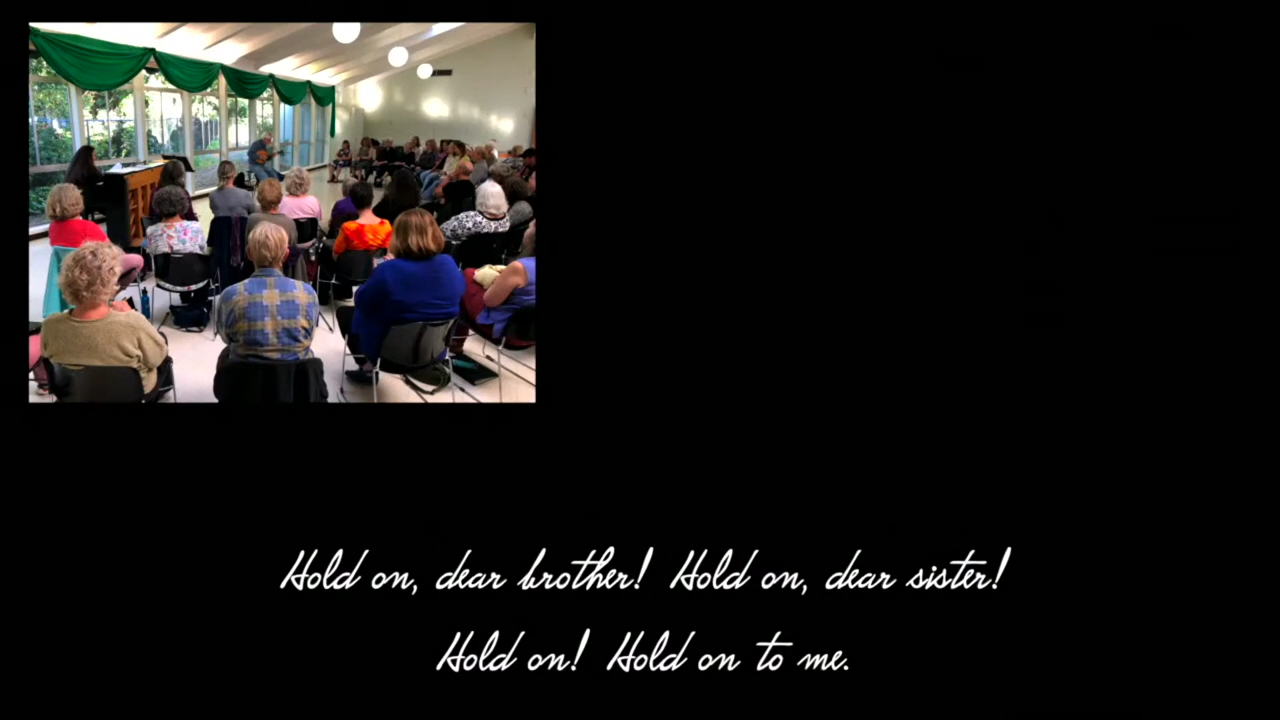 Hold on, dear brother! Hold on, dear sister!
Hold on! Hold on to me.